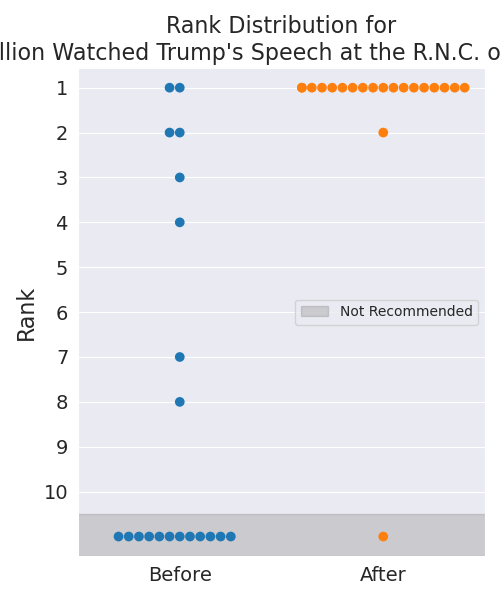 Rank Distribution for
Watched Trump's Speech at the R.N.C.
1
2
3
4
5
6
7
8
9
10
Rank
Not Recommended
Before
After